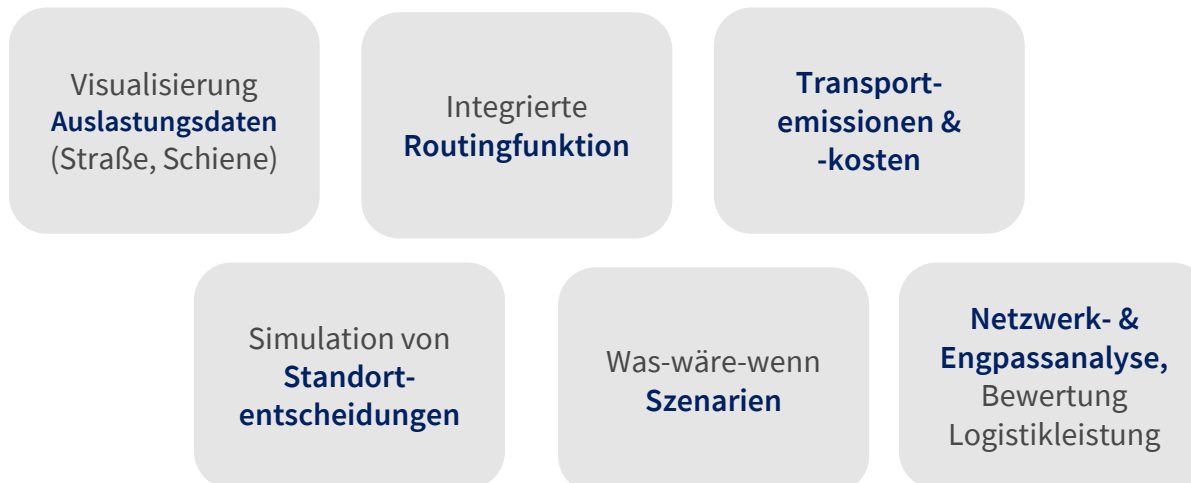 Visualisierung
Auslastungsdaten
(Straße, Schiene)
Integrierte
Routingfunktion
Transport-
emissionen &
-kosten
Simulation von
Standort-
entscheidungen
Was-wäre-wenn
Szenarien
Netzwerk- &
Engpassanalyse,
Bewertung
Logistikleistung